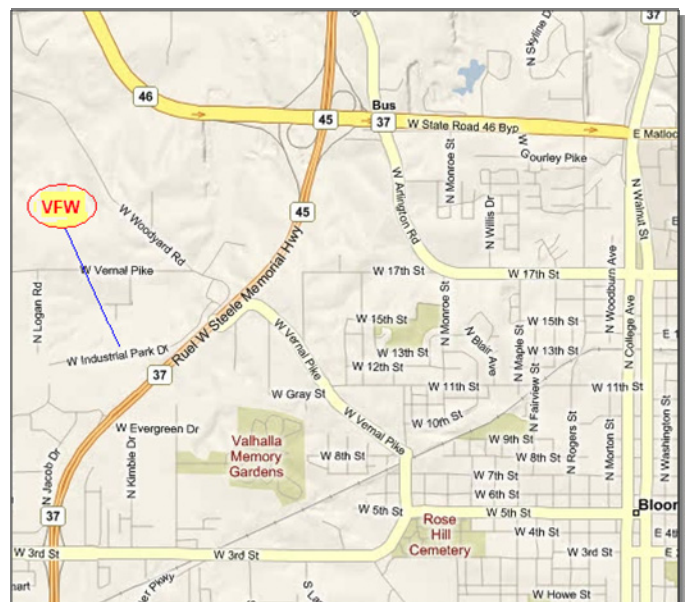 37
N Skyline D
46
45
Bus
37
W State Road 46 Byp
E Matloc
W Gourley Pike
N Monroe St
N Walnut St
VFW
W Woodyard Rd
45
W Arlington Rd
N Willis Dr
W Vernal Pike
W 17th St
W 17th St
N Logan Rd
Ruel W Steele Memorial Hwy
N Woodburn Ave
N College Ave
W 15th St
W 15th St
N Monroe St
N Blair Ave
N Maple St
W 13th St
W 13th St
E 1
W Industrial Park Dr
W Vernal Pike
W 12th St
37
W 11th St
W 11th St
W Gray St
N Fairview St
W 10th St
W Evergreen Dr
W Vernal Pike
N Rogers St
N Morton St
N Washington St
Valhalla
Memory
Gardens
W 9th St
W 8th St
W 8th St
N Jacob Dr
N Kimble Dr
W 7th St
W 6th St
37
W 5th St
W 5th St
Bloor
Rose
Hill
Cemetery
W 4th St
E 4t
W 3rd St
W 3rd St
W 3rd St
W Howe St